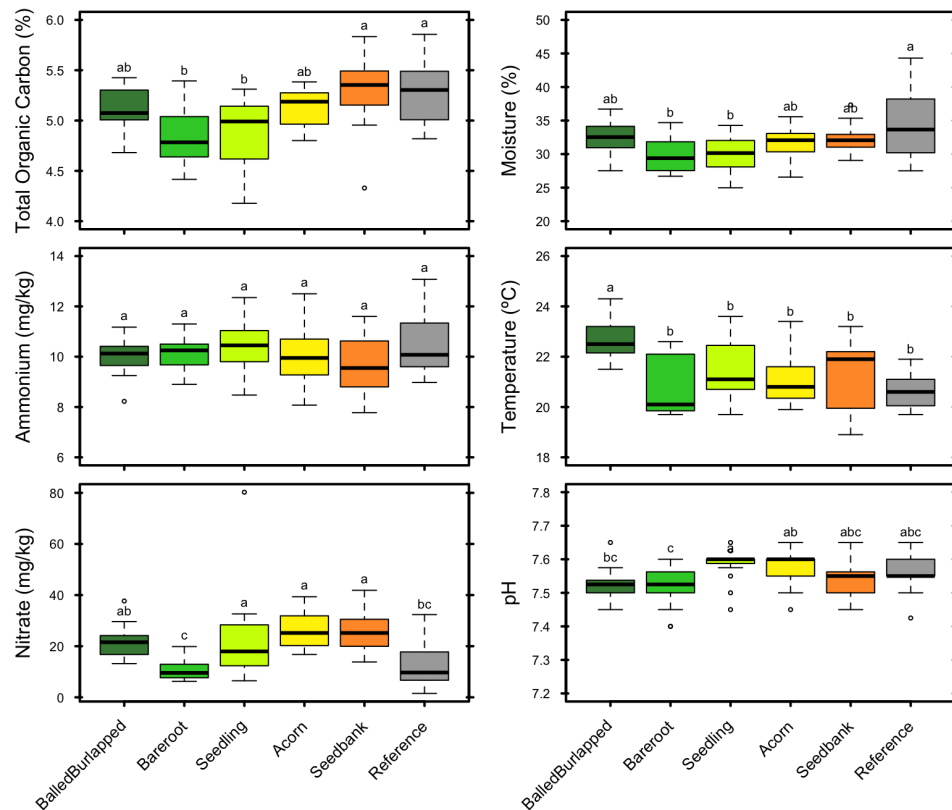 Total Organic Carbon (%)
6.0
5.5
5.0
4.5
4.0
ab b b ab a a
Moisture (%)
50
45
40
35
30
25
20
ab b b ab ab a
Ammonium (mg/kg)
14
12
10
8
6
a a a a a a
Temperature (ºC)
26
24
22
20
18
a b b b b b
Nitrate (mg/kg)
80
60
40
20
0
ab c a a a bc
BalledBurlapped
Bareroot
Seedling
Acorn
Seedbank
Reference
pH
7.8
7.7
7.6
7.5
7.4
7.3
7.2
bc c ab abc abc
BalledBurlapped
Bareroot
Seedling
Acorn
Seedbank
Reference